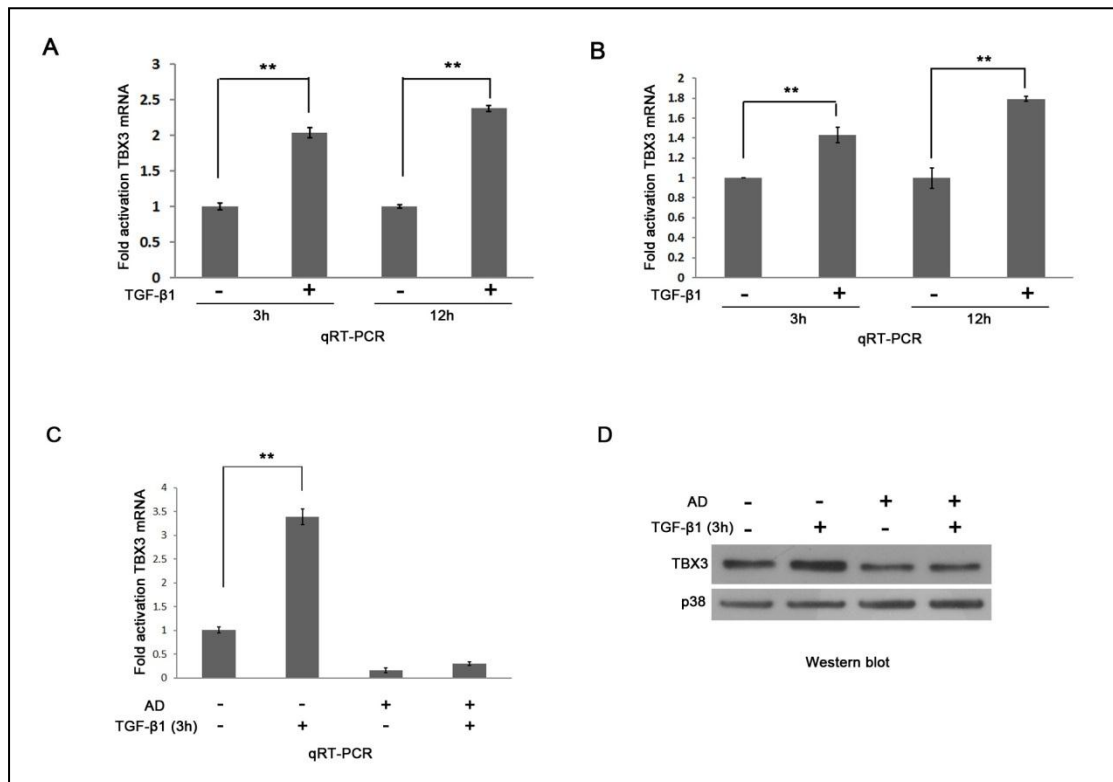 A
Fold activation TBX3 mRNA
3
2.5
2
1.5
1
0.5
0
** **
TGF-β1 - + - +
3h 12h
qRT-PCR
B
Fold activation TBX3 mRNA
2
1.8
1.6
1.4
1.2
1
0.8
0.6
0.4
0.2
0
** **
TGF-β1 - + - +
3h 12h
qRT-PCR
C
Fold activation TBX3 mRNA
4
3.5
3
2.5
2
1.5
1
0.5
0
**
AD - - + +
TGF-β1 (3h) - + - +
qRT-PCR
D
AD - - + +
TGF-β1 (3h) - + - +
TBX3
p38
Western blot